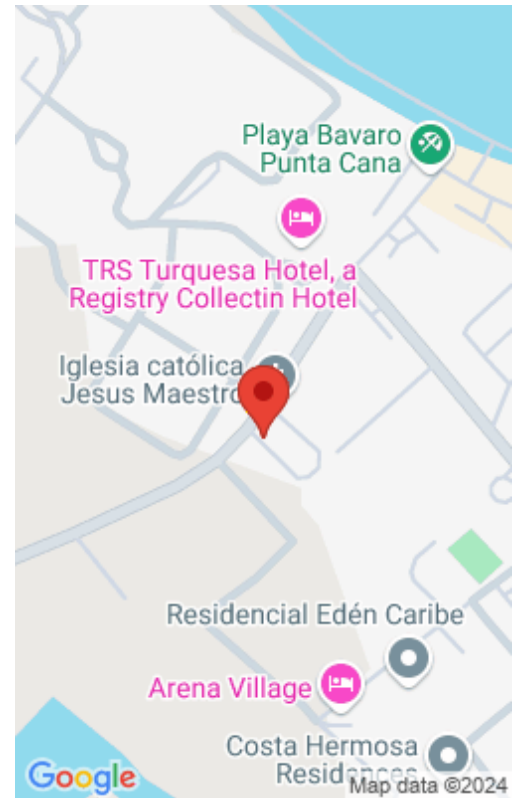 Playa Bavaro
Punta Cana
TRS Turquesa Hotel, a
Registry Collectin Hotel
Iglesia católica
Jesus Maestro
Residencial Edén Caribe
Arena Village
Costa Hermosa
Residences
Google
Map data ©2024